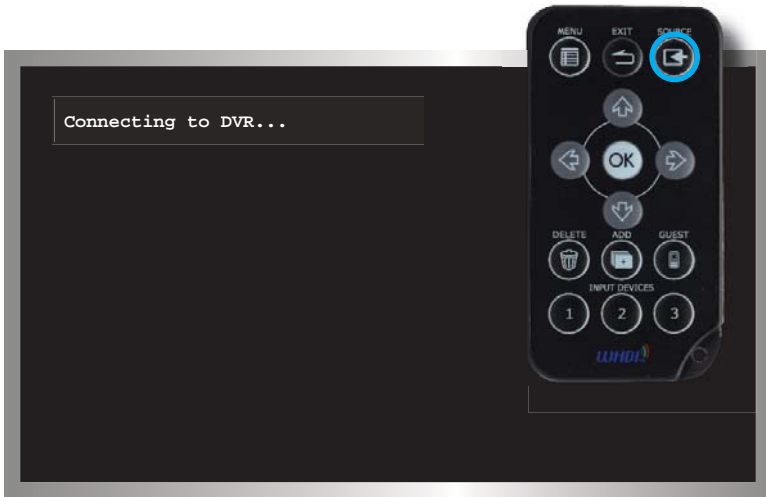 MENU EXIT SOURCE
Connecting to DVR...
OK
DELETE ADD GUEST
INPUT DEVICES
1 2 3
WHDI